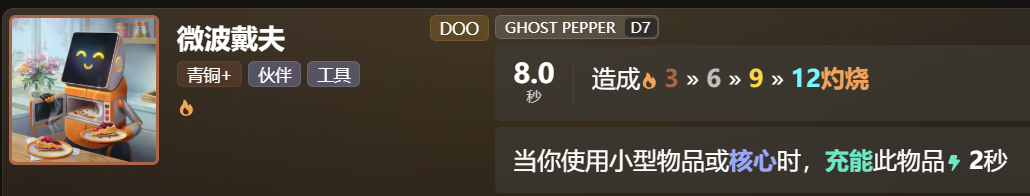 微波戴夫
DOO
青铜+ 伙伴 工具
GHOST PEPPER D7
8.0
秒
造成 3 » 6 » 9 » 12灼烧
当你使用小型物品或核心时，充能此物品 2秒